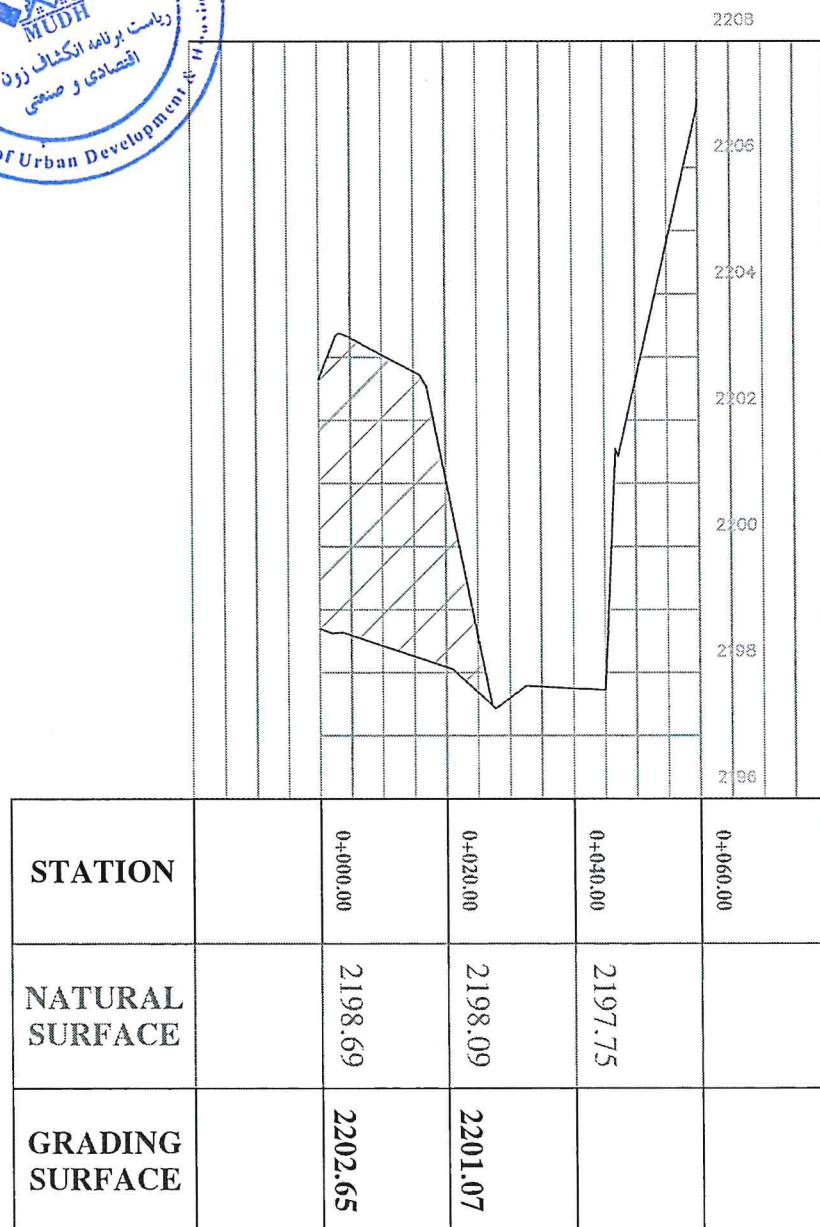 MUDH
ریاست برنامه انکشاف زون
اقتصادی و صنعتی
of Urban Development &
2208
2206
2204
2202
2200
2198
2196
STATION
0+000.00
0+020.00
0+040.00
0+060.00
NATURAL
SURFACE
2198.69
2198.09
2197.75
GRADING
SURFACE
2202.65
2201.07